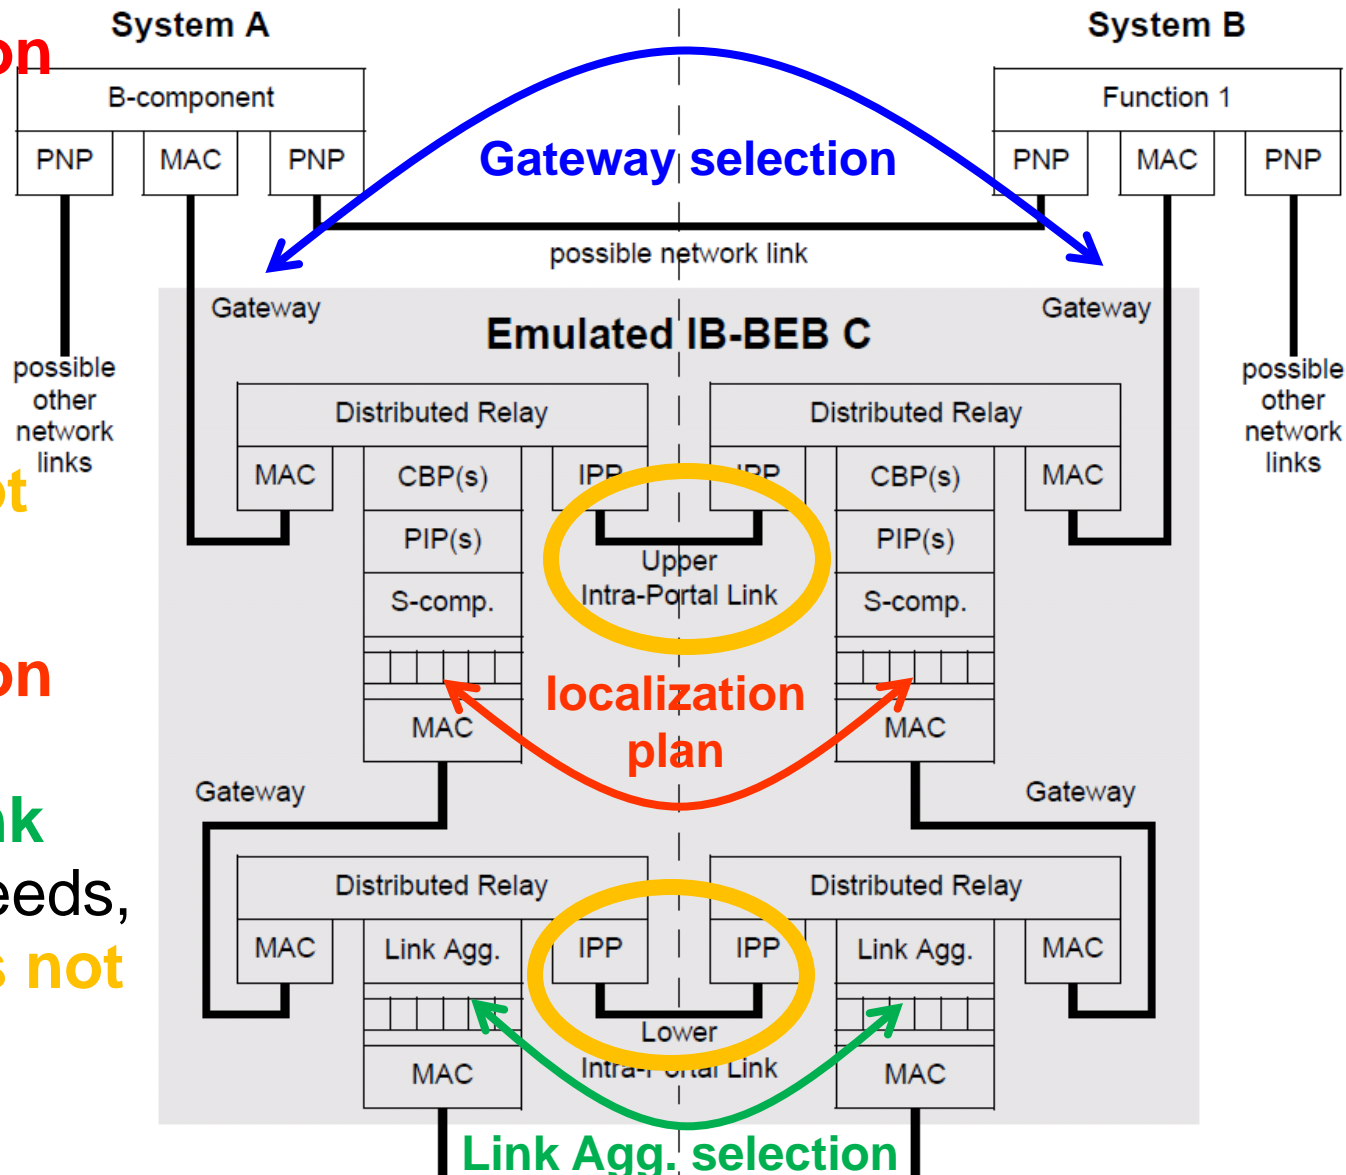 System A
System B
on
B-component
Function 1
PNP MAC PNP
Gateway selection
PNP MAC PNP
possible network link
Gateway
Gateway
Emulated IB-BEB C
possible
other
network
links
possible
other
network
links
Distributed Relay
Distributed Relay
MAC CBP(s) IPP
IPP CBP(s) MAC
ot
PIP(s)
PIP(s)
Upper
Intra-Portal Link
S-comp.
S-comp.
on
localization
plan
MAC
MAC
Gateway
Gateway
nk
Distributed Relay
Distributed Relay
eeds,
MAC Link Agg. IPP
IPP Link Agg. MAC
s not
Lower
Intra-Portal Link
MAC
MAC
Link Agg. selection